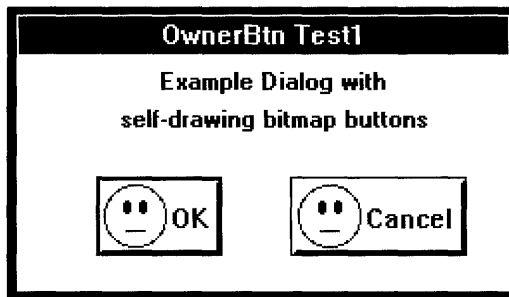 OwnerBtn Test1
Example Dialog with
self-drawing bitmap buttons
OK
Cancel